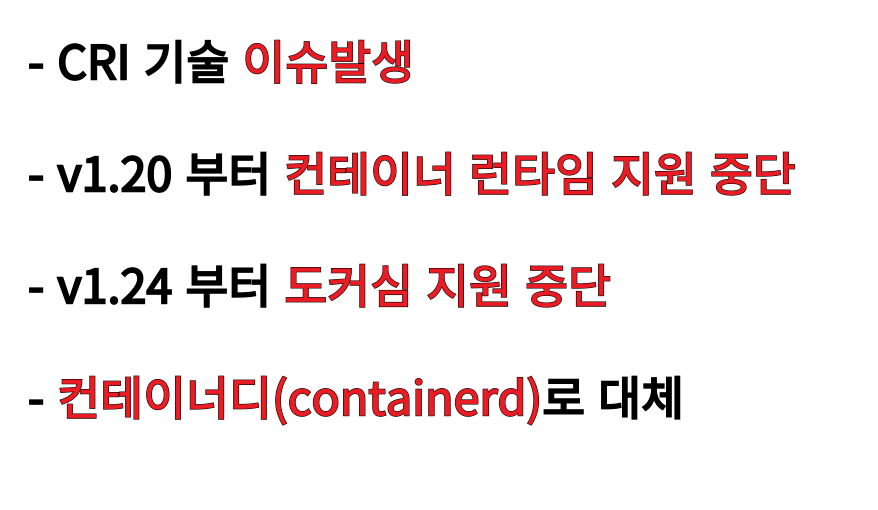 - CRI 기술 이슈발생
- v1.20 부터 컨테이너 런타임 지원 중단
- v1.24 부터 도커심 지원 중단
- 컨테이너디(containerd)로 대체